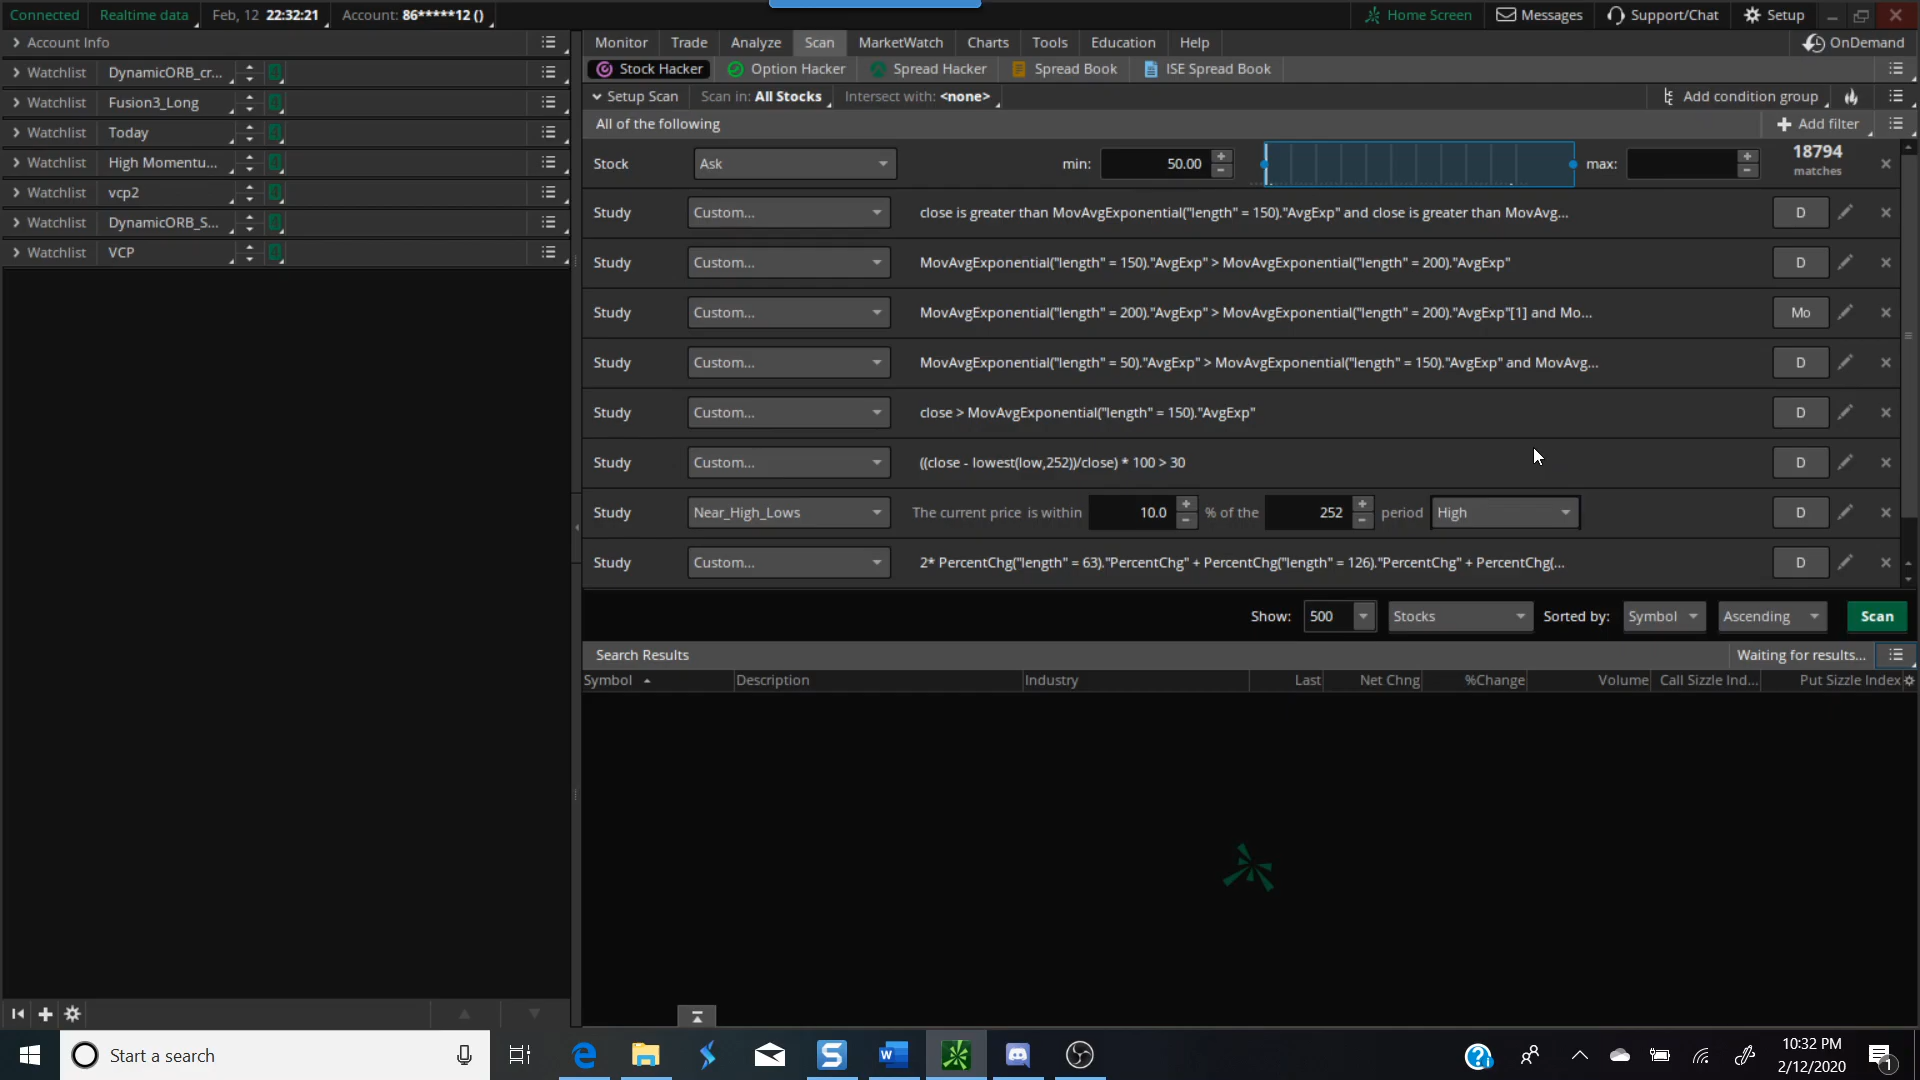 Connected Realtime data Feb, 12 22:32:21 Account: 86*****12 () Home Screen Messages Support/Chat Setup
Account Info
Watchlist DynamicORB_cr...
Watchlist Fusion3_Long
Watchlist Today
Watchlist High Momentu...
Watchlist vcp2
Watchlist DynamicORB_S...
Watchlist VCP
Monitor Trade Analyze Scan MarketWatch Charts Tools Education Help OnDemand
Stock Hacker Option Hacker Spread Hacker Spread Book ISE Spread Book
Setup Scan Scan in: All Stocks Intersect with: <none> Add condition group
All of the following Add filter
Stock Ask min: 50.00 max: 18794 matches
Study Custom... close is greater than MovAvgExponential("length" = 150)."AvgExp" and close is greater than MovAvg... D
Study Custom... MovAvgExponential("length" = 150)."AvgExp" > MovAvgExponential("length" = 200)."AvgExp" D
Study Custom... MovAvgExponential("length" = 200)."AvgExp" > MovAvgExponential("length" = 200)."AvgExp"[1] and Mo... Mo
Study Custom... MovAvgExponential("length" = 50)."AvgExp" > MovAvgExponential("length" = 150)."AvgExp" and MovAvg... D
Study Custom... close > MovAvgExponential("length" = 150)."AvgExp" D
Study Custom... ((close - lowest(low,252))/close) * 100 > 30 D
Study Near_High_Lows The current price is within 10.0 % of the 252 period High D
Study Custom... 2* PercentChg("length" = 63)."PercentChg" + PercentChg("length" = 126)."PercentChg" + PercentChg(... D
Show: 500 Stocks Sorted by: Symbol Ascending Scan
Search Results Waiting for results...
Symbol Description Industry Last Net Chng %Change Volume Call Sizzle Ind... Put Sizzle Index
Start a search
10:32 PM
2/12/2020
1